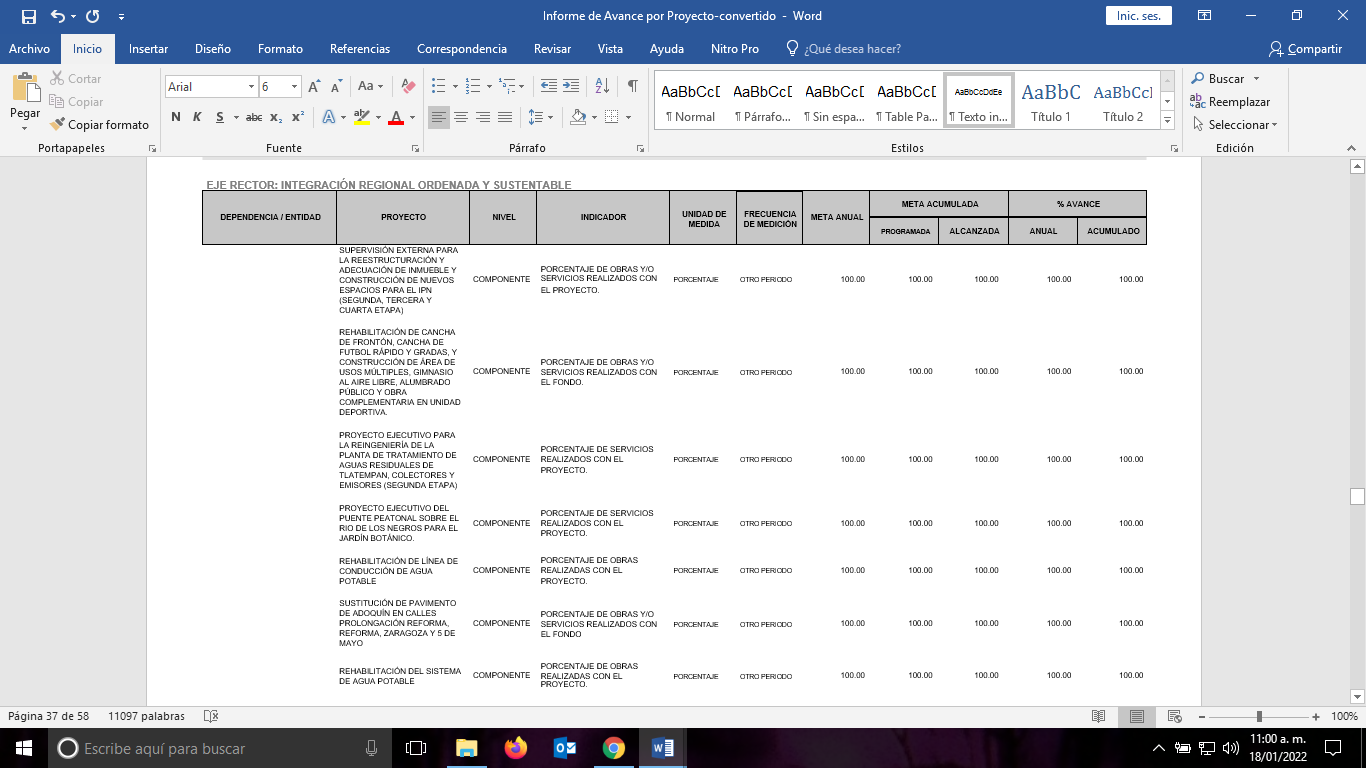 Informe de Avance por Proyecto-convertido - Word
Inic. ses.
Archivo Inicio Insertar Diseño Formato Referencias Correspondencia Revisar Vista Ayuda Nitro Pro ¿Qué desea hacer? Compartir
Pegar
Cortar
Copiar
Copiar formato
Portapapeles
Arial 6
N K S abc x₂ x²
Fuente
Párrafo
AaBbCcD AaBbCcD AaBbCcD AaBbCcD AaBbCcDdEe AaBbC AaBbCcI
¶ Normal ¶ Párrafo... ¶ Sin espa... ¶ Table Pa... ¶ Texto in... Título 1 Título 2
Estilos
Buscar
Reemplazar
Seleccionar
Edición
EJE RECTOR: INTEGRACIÓN REGIONAL ORDENADA Y SUSTENTABLE
DEPENDENCIA / ENTIDAD
PROYECTO
NIVEL
INDICADOR
UNIDAD DE
MEDIDA
FRECUENCIA
DE MEDICIÓN
META ANUAL
META ACUMULADA
PROGRAMADA ALCANZADA
% AVANCE
ANUAL ACUMULADO
SUPERVISIÓN EXTERNA PARA
LA REESTRUCTURACIÓN Y
ADECUACIÓN DE INMUEBLE Y
CONSTRUCCIÓN DE NUEVOS
ESPACIOS PARA EL IPN
(SEGUNDA, TERCERA Y
CUARTA ETAPA)
COMPONENTE
PORCENTAJE DE OBRAS Y/O
SERVICIOS REALIZADOS CON
EL PROYECTO.
PORCENTAJE OTRO PERIODO 100.00 100.00 100.00 100.00 100.00
REHABILITACIÓN DE CANCHA
DE FRONTÓN, CANCHA DE
FUTBOL RÁPIDO Y GRADAS, Y
CONSTRUCCIÓN DE ÁREA DE
USOS MÚLTIPLES, GIMNASIO
AL AIRE LIBRE, ALUMBRADO
PÚBLICO Y OBRA
COMPLEMENTARIA EN UNIDAD
DEPORTIVA.
COMPONENTE
PORCENTAJE DE OBRAS Y/O
SERVICIOS REALIZADOS CON
EL FONDO.
PORCENTAJE OTRO PERIODO 100.00 100.00 100.00 100.00 100.00
PROYECTO EJECUTIVO PARA
LA REINGENIERÍA DE LA
PLANTA DE TRATAMIENTO DE
AGUAS RESIDUALES DE
TLATEMPAN, COLECTORES Y
EMISORES (SEGUNDA ETAPA)
COMPONENTE
PORCENTAJE DE SERVICIOS
REALIZADOS CON EL
PROYECTO.
PORCENTAJE OTRO PERIODO 100.00 100.00 100.00 100.00 100.00
PROYECTO EJECUTIVO DEL
PUENTE PEATONAL SOBRE EL
RIO DE LOS NEGROS PARA EL
JARDÍN BOTÁNICO.
COMPONENTE
PORCENTAJE DE SERVICIOS
REALIZADOS CON EL
PROYECTO.
PORCENTAJE OTRO PERIODO 100.00 100.00 100.00 100.00 100.00
REHABILITACIÓN DE LÍNEA DE
CONDUCCIÓN DE AGUA
POTABLE
COMPONENTE
PORCENTAJE DE OBRAS
REALIZADAS CON EL
PROYECTO.
PORCENTAJE OTRO PERIODO 100.00 100.00 100.00 100.00 100.00
SUSTITUCIÓN DE PAVIMENTO
DE ADOQUÍN EN CALLES
PROLONGACIÓN REFORMA,
REFORMA, ZARAGOZA Y 5 DE
MAYO
COMPONENTE
PORCENTAJE DE OBRAS Y/O
SERVICIOS REALIZADOS CON
EL FONDO
PORCENTAJE OTRO PERIODO 100.00 100.00 100.00 100.00 100.00
REHABILITACIÓN DEL SISTEMA
DE AGUA POTABLE
COMPONENTE
PORCENTAJE DE OBRAS
REALIZADAS CON EL
PROYECTO.
PORCENTAJE OTRO PERIODO 100.00 100.00 100.00 100.00 100.00
Página 37 de 58 11097 palabras
100%
Escribe aquí para buscar
11:00 a. m.
18/01/2022